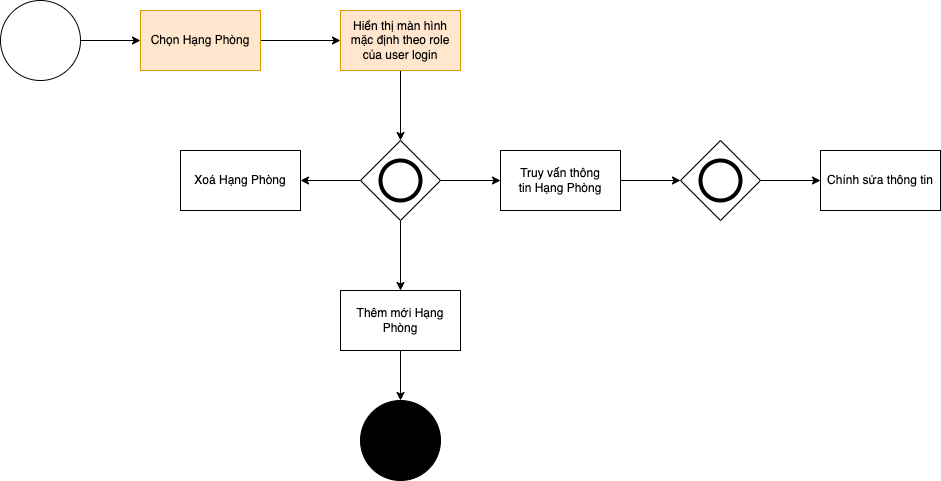 Chọn Hạng Phòng
Hiển thị màn hình
mặc định theo role
của user login
Xoá Hạng Phòng
Truy vấn thông
tin Hạng Phòng
Chỉnh sửa thông tin
Thêm mới Hạng
Phòng